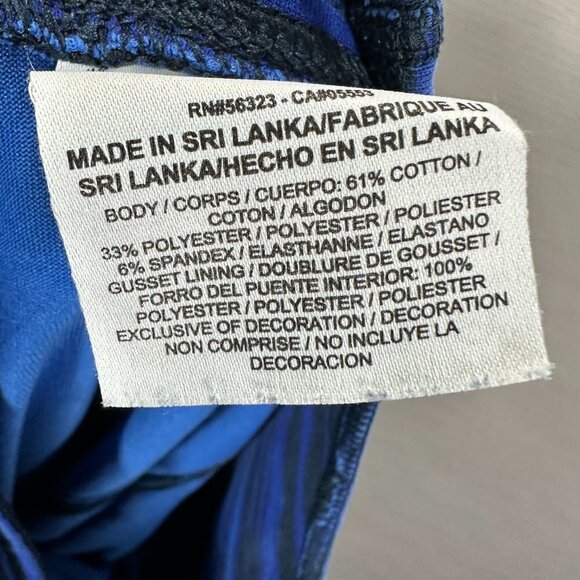 RN#56323 - CA#05553
MADE IN SRI LANKA/FABRIQUE AU
SRI LANKA/HECHO EN SRI LANKA
BODY / CORPS / CUERPO: 61% COTTON /
COTON / ALGODON
33% POLYESTER / POLYESTER / POLIESTER
6% SPANDEX / ELASTHANNE / ELASTANO
GUSSET LINING / DOUBLURE DE GOUSSET /
FORRO DEL PUENTE INTERIOR: 100%
POLYESTER / POLYESTER / POLIESTER
EXCLUSIVE OF DECORATION / DECORATION
NON COMPRISE / NO INCLUYE LA
DECORACION